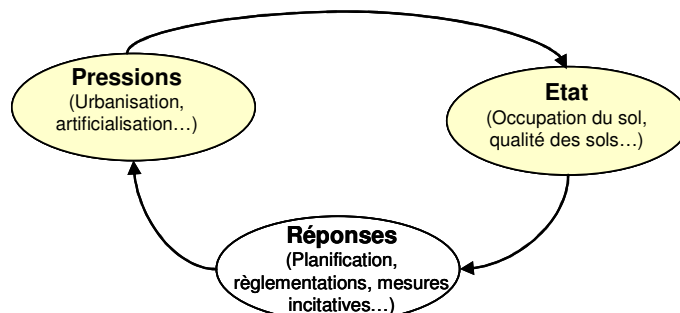 Pressions
(Urbanisation,
artificialisation…)
Etat
(Occupation du sol,
qualité des sols…)
Réponses
(Planification,
règlementations, mesures
incitatives…)